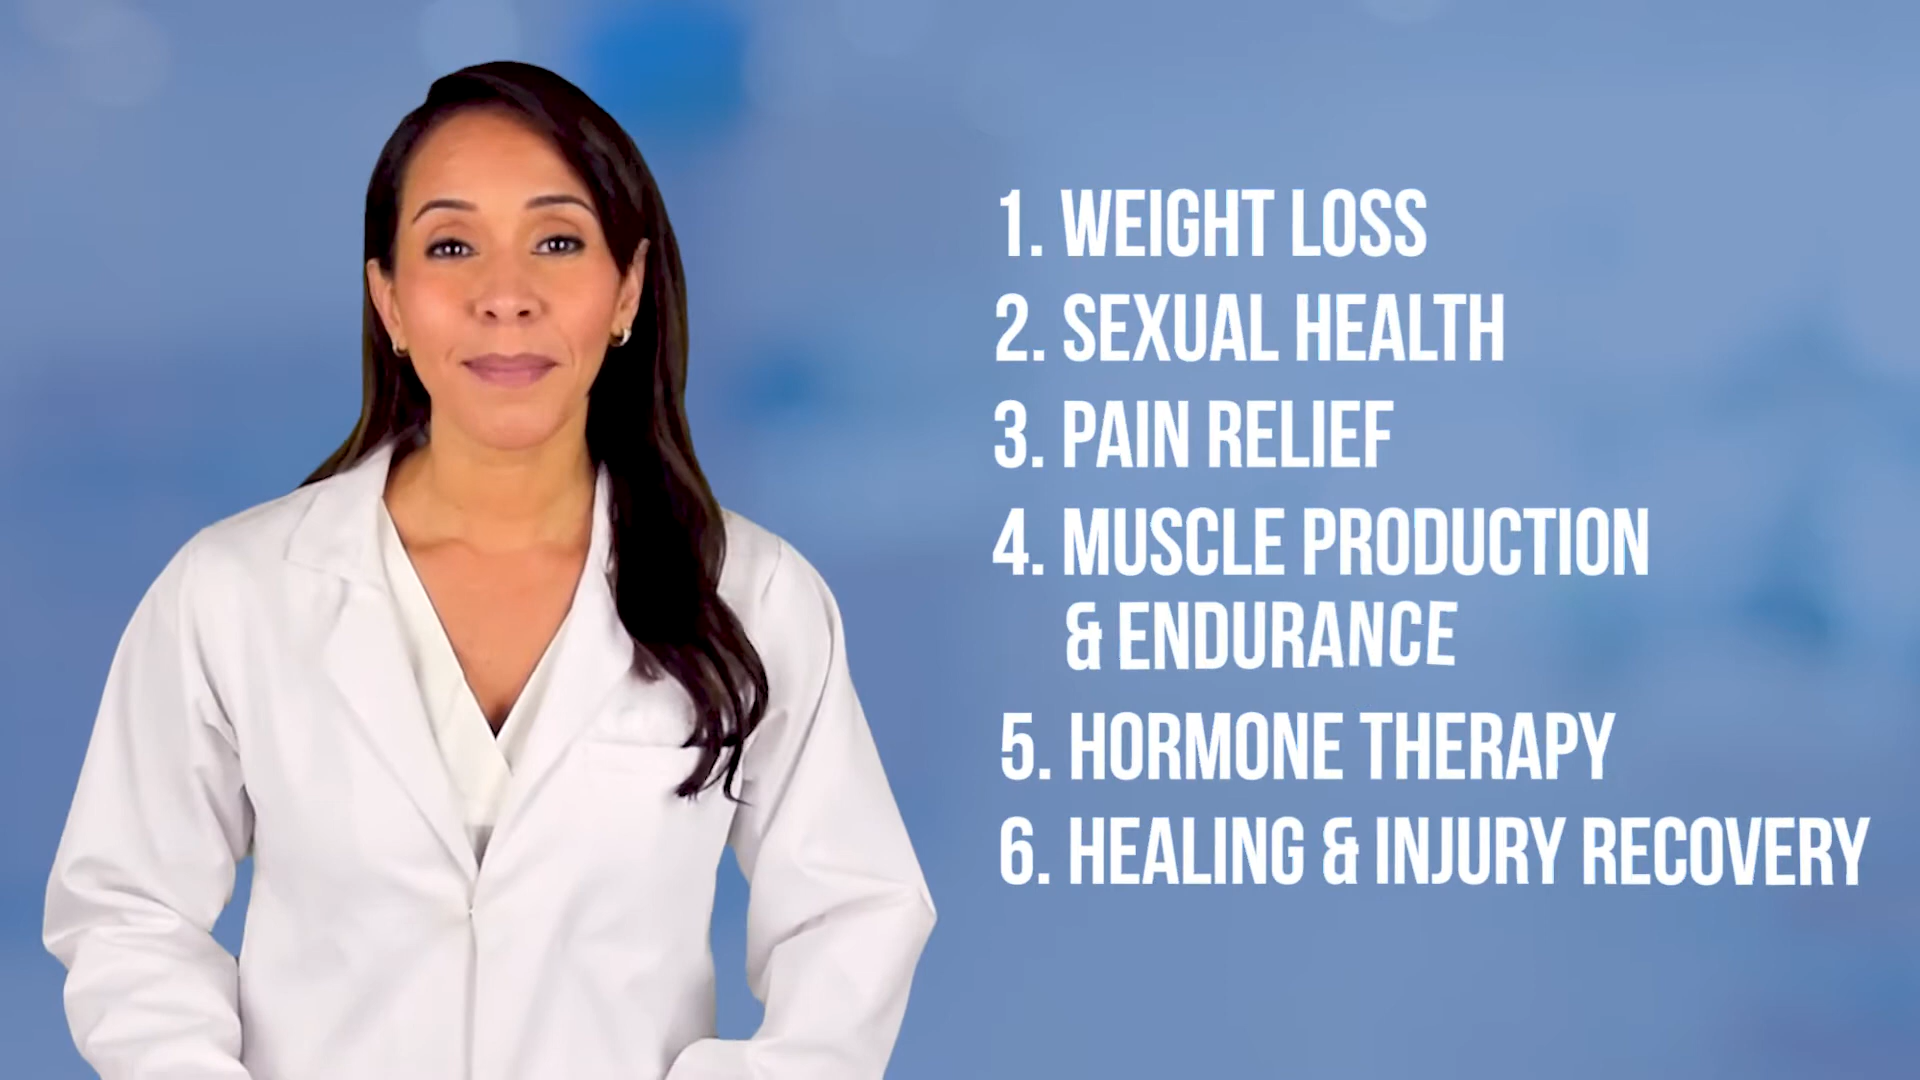 1. WEIGHT LOSS
2. SEXUAL HEALTH
3. PAIN RELIEF
4. MUSCLE PRODUCTION
& ENDURANCE
5. HORMONE THERAPY
6. HEALING & INJURY RECOVERY